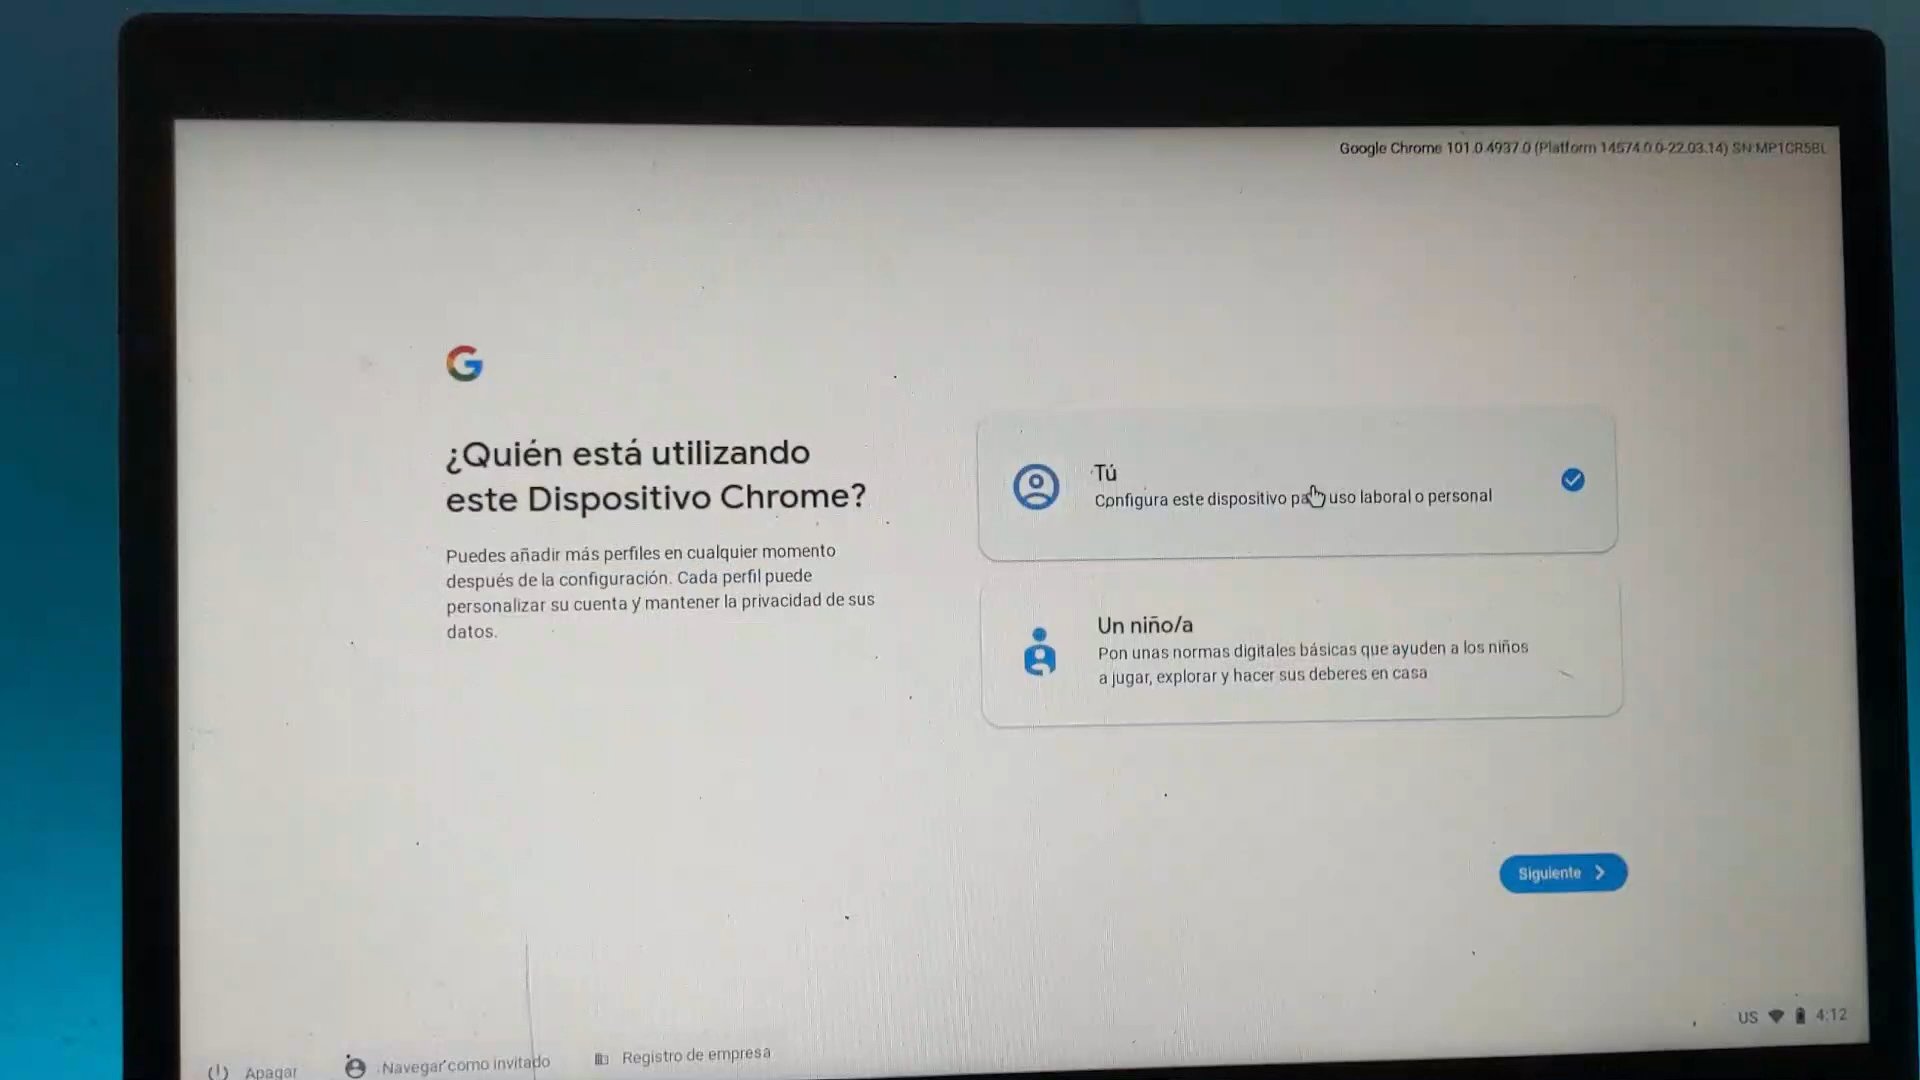 Google Chrome 101.0.4937.0 (Platform 14574.0.0-22.03.14) SN:MP1CR5BL
¿Quién está utilizando
este Dispositivo Chrome?
Puedes añadir más perfiles en cualquier momento
después de la configuración. Cada perfil puede
personalizar su cuenta y mantener la privacidad de sus
datos.
Tú
Configura este dispositivo uso laboral o personal
Un niño/a
Pon unas normas digitales básicas que ayuden a los niños
a jugar, explorar y hacer sus deberes en casa
Siguiente
US 4:12
Apagar Navegar como invitado Registro de empresa